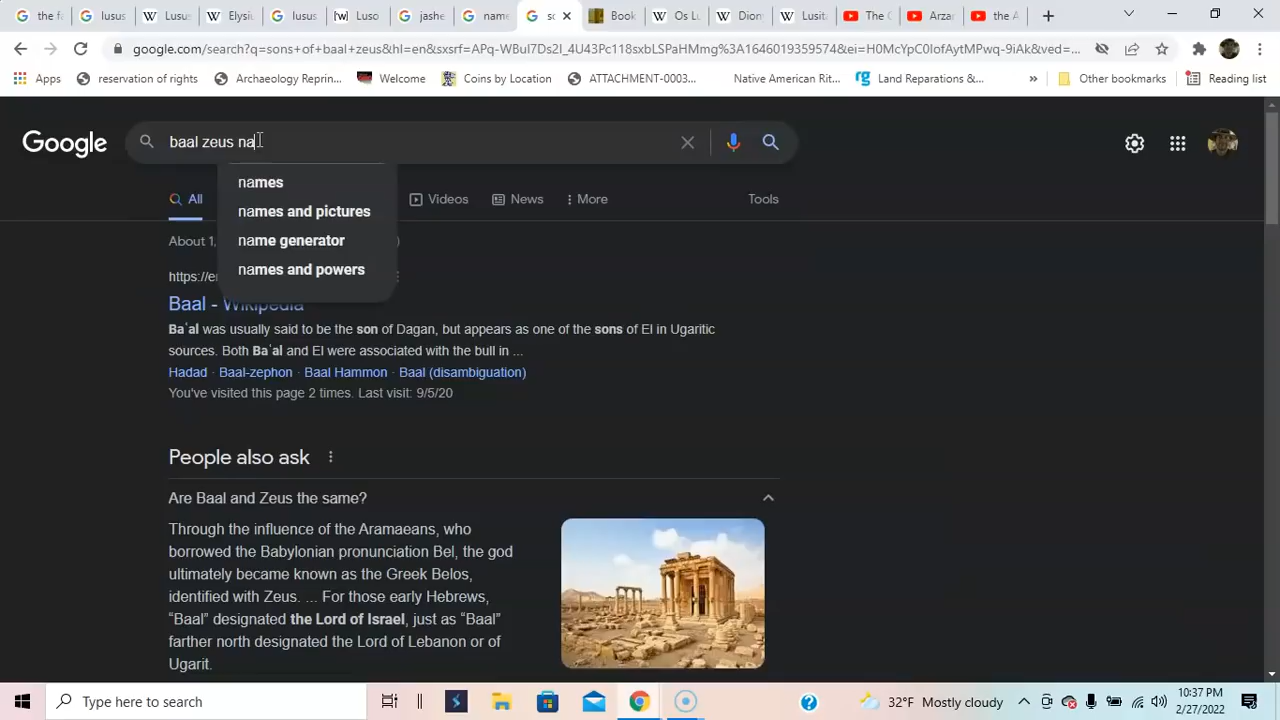 the fa
lusus
Lusus
Elysiu
lusus
Luso
jashe
name
so
Book
Os Lu
Dion
Lusita
The C
Arzar
the A
google.com/search?q=sons+of+baal+zeus&hl=en&sxsrf=APq-WBul7Ds2I_4U43Pc118sxbLSPaHMmg%3A1646019359574&ei=H0McYpC0IofAytMPwq-9iAk&ved=...
Apps
reservation of rights
Archaeology Reprin...
Welcome
Coins by Location
ATTACHMENT-0003...
Native American Rit...
Land Reparations &...
»
Other bookmarks
Reading list
Google
baal zeus na
names
names and pictures
name generator
names and powers
All
Videos
News
More
Tools
About 1,
)
https://en
Baal - Wikipedia
Baʿal was usually said to be the son of Dagan, but appears as one of the sons of El in Ugaritic
sources. Both Baʿal and El were associated with the bull in ...
Hadad · Baal-zephon · Baal Hammon · Baal (disambiguation)
You've visited this page 2 times. Last visit: 9/5/20
People also ask
Are Baal and Zeus the same?
Through the influence of the Aramaeans, who
borrowed the Babylonian pronunciation Bel, the god
ultimately became known as the Greek Belos,
identified with Zeus. ... For those early Hebrews,
“Baal” designated the Lord of Israel, just as “Baal”
farther north designated the Lord of Lebanon or of
Ugarit.
Type here to search
32°F Mostly cloudy
10:37 PM
2/27/2022